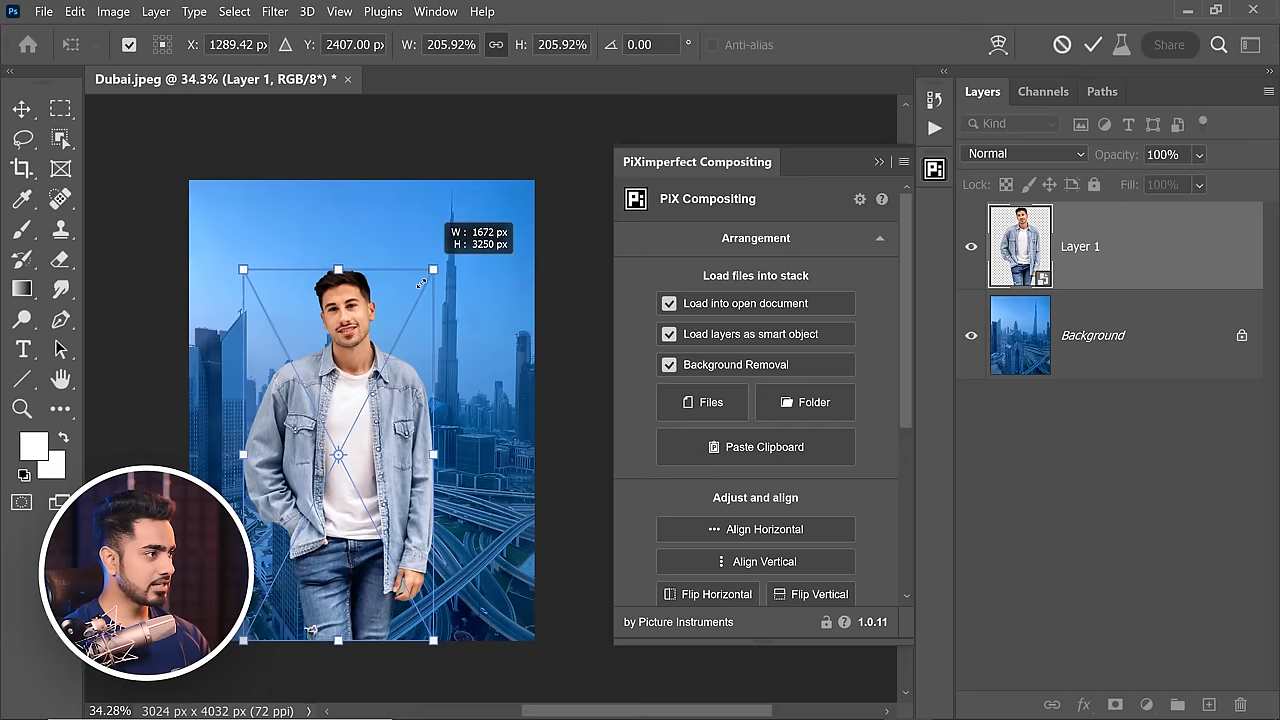 Ps File Edit Image Layer Type Select Filter 3D View Plugins Window Help
X: 1289.42 px Y: 2407.00 px W: 205.92% H: 205.92% 0.00 ° Anti-alias Share
Dubai.jpeg @ 34.3% (Layer 1, RGB/8*) * ×
W : 1672 px
H : 3250 px
PiXimperfect Compositing
Pi PIX Compositing
Arrangement
Load files into stack
Load into open document
Load layers as smart object
Background Removal
Files Folder
Paste Clipboard
Adjust and align
Align Horizontal
Align Vertical
Flip Horizontal Flip Vertical
by Picture Instruments 1.0.11
Pi
Layers Channels Paths
Kind
Normal Opacity: 100%
Lock: Fill: 100%
Layer 1
Background
34.28% 3024 px x 4032 px (72 ppi)